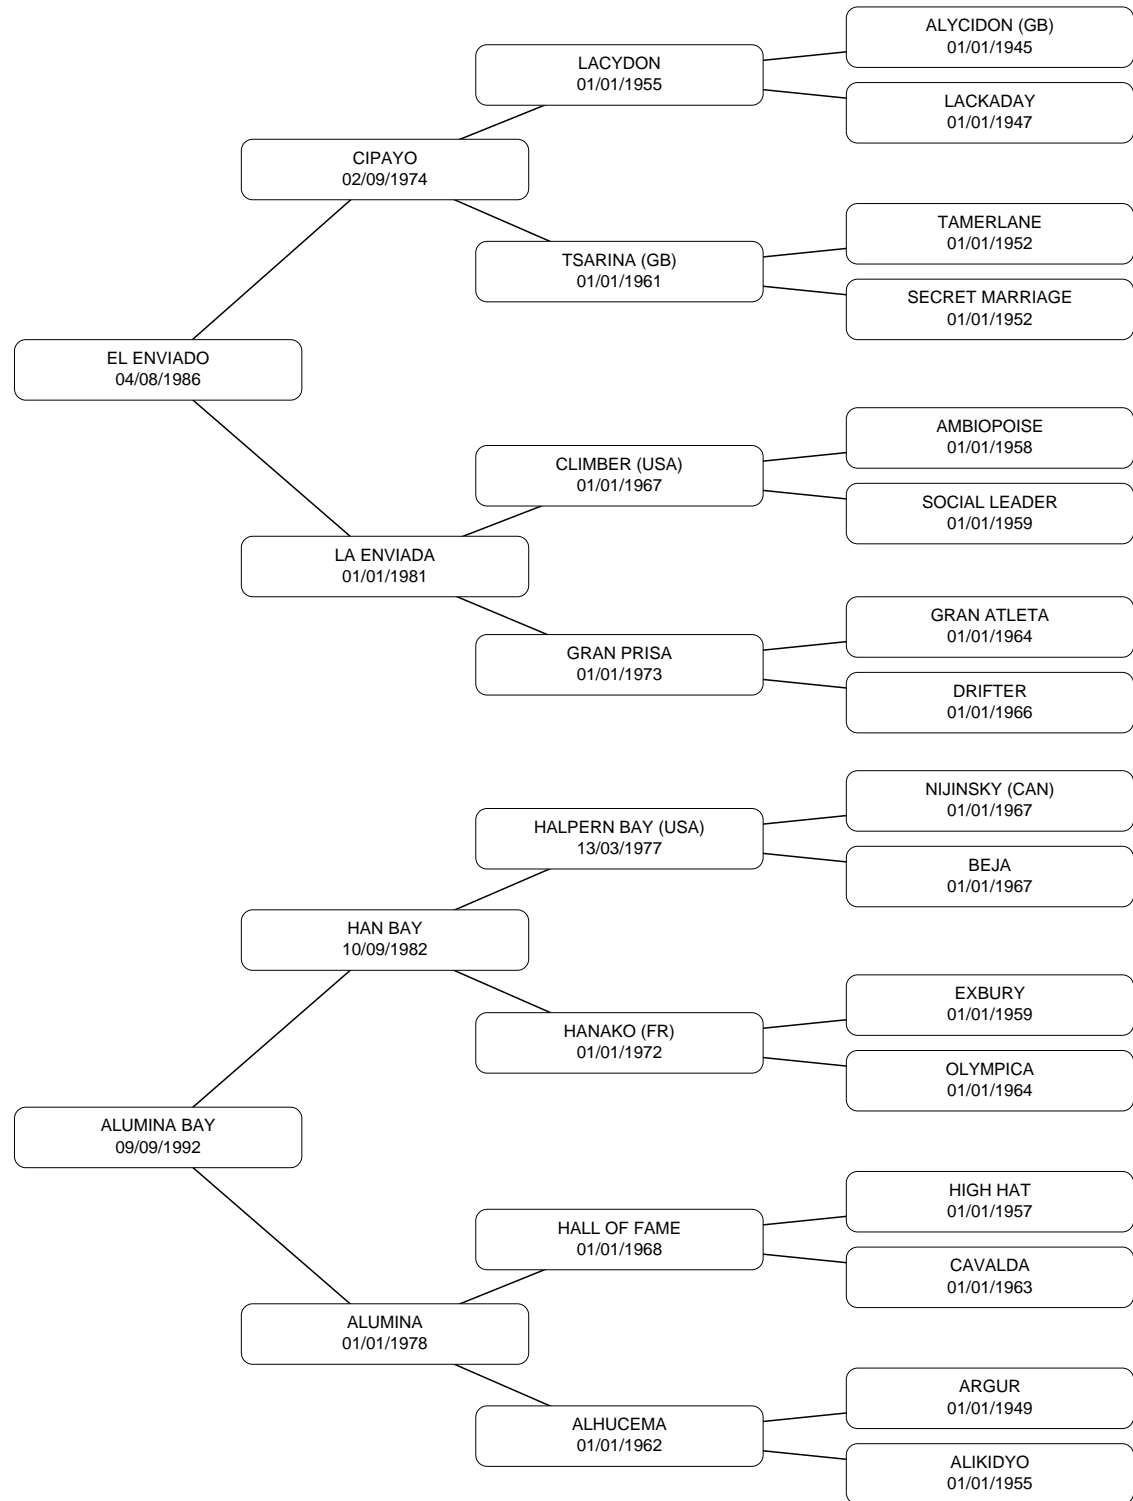 ALYCIDON (GB)
01/01/1945
LACYDON
01/01/1955
LACKADAY
01/01/1947
CIPAYO
02/09/1974
TAMERLANE
01/01/1952
TSARINA (GB)
01/01/1961
SECRET MARRIAGE
01/01/1952
EL ENVIADO
04/08/1986
AMBIOPOISE
01/01/1958
CLIMBER (USA)
01/01/1967
SOCIAL LEADER
01/01/1959
LA ENVIADA
01/01/1981
GRAN ATLETA
01/01/1964
GRAN PRISA
01/01/1973
DRIFTER
01/01/1966
NIJINSKY (CAN)
01/01/1967
HALPERN BAY (USA)
13/03/1977
BEJA
01/01/1967
HAN BAY
10/09/1982
EXBURY
01/01/1959
HANAKO (FR)
01/01/1972
OLYMPICA
01/01/1964
ALUMINA BAY
09/09/1992
HIGH HAT
01/01/1957
HALL OF FAME
01/01/1968
CAVALDA
01/01/1963
ALUMINA
01/01/1978
ARGUR
01/01/1949
ALHUCEMA
01/01/1962
ALIKIDYO
01/01/1955